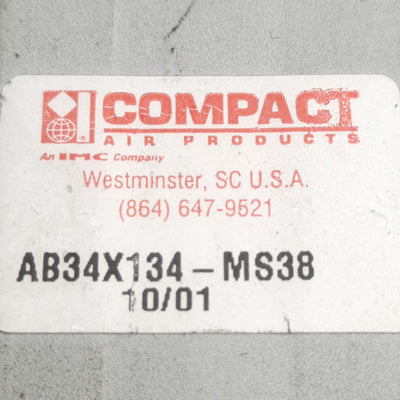 COMPACT
AIR PRODUCTS
An IMC Company
Westminster, SC U.S.A.
(864) 647-9521
AB34X134-MS38
10/01